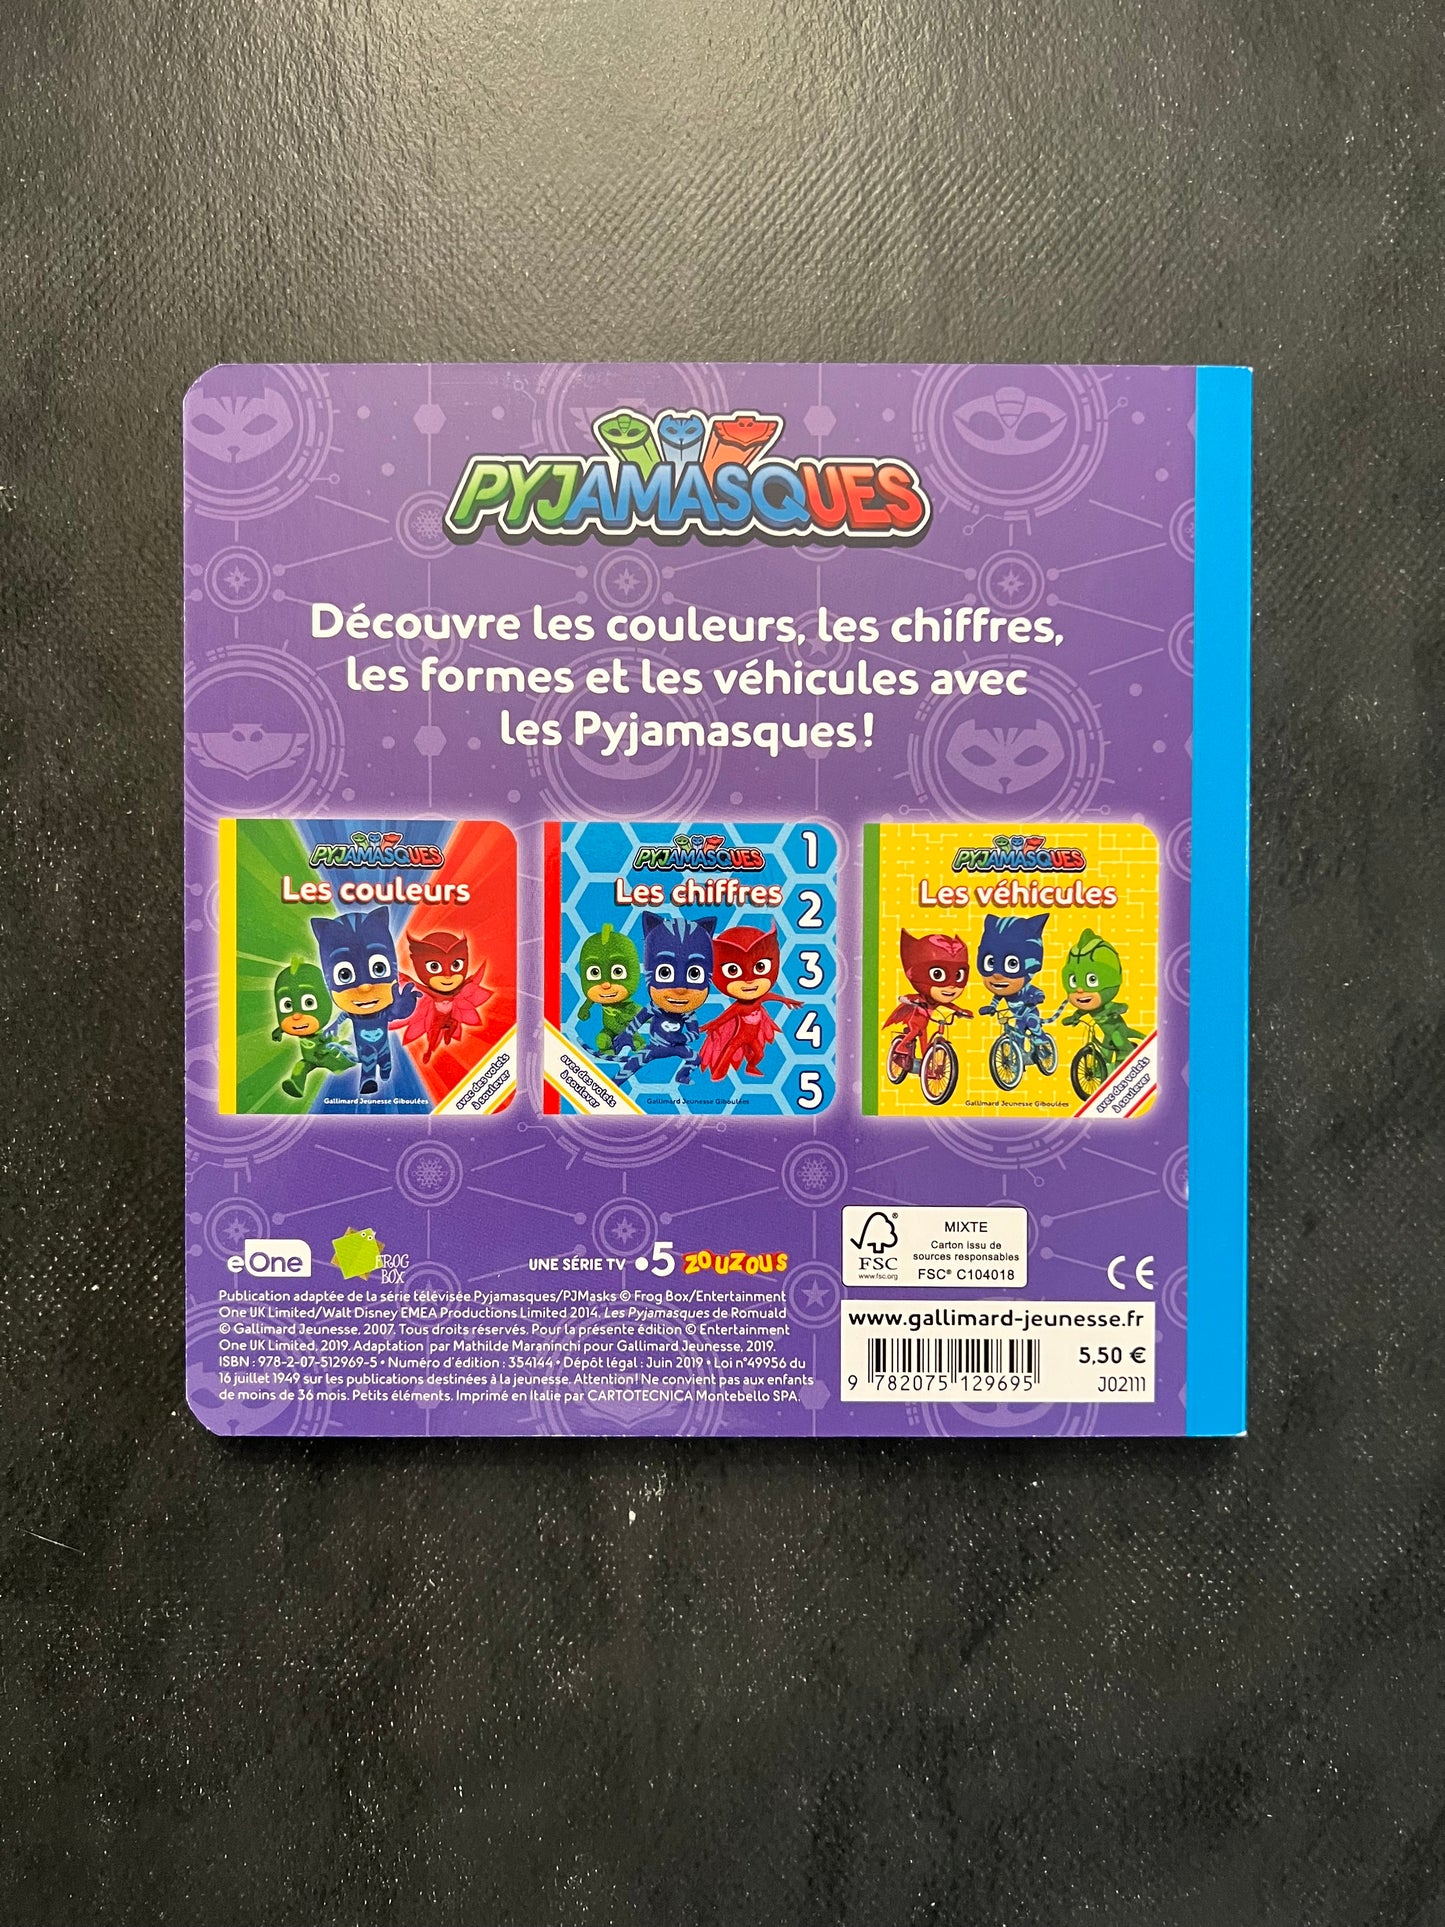 PYJAMASQUES
Découvre les couleurs, les chiffres,
les formes et les véhicules avec
les Pyjamasques !
PYJAMASQUES
Les couleurs
avec des volets
à soulever
Gallimard Jeunesse Giboulées
PYJAMASQUES
Les chiffres
1
2
3
4
5
avec des volets
à soulever
Gallimard Jeunesse Giboulées
PYJAMASQUES
Les véhicules
avec des volets
à soulever
Gallimard Jeunesse Giboulées
eOne
FROG
BOX
UNE SÉRIE TV •5 ZOUZOUS
Publication adaptée de la série télévisée Pyjamasques/PJMasks © Frog Box/Entertainment
One UK Limited/Walt Disney EMEA Productions Limited 2014. Les Pyjamasques de Romuald
© Gallimard Jeunesse, 2007. Tous droits réservés. Pour la présente édition © Entertainment
One UK Limited, 2019. Adaptation par Mathilde Maraninchi pour Gallimard Jeunesse, 2019.
ISBN : 978-2-07-512969-5 • Numéro d'édition : 354144 • Dépôt légal : Juin 2019 • Loi n°49956 du
16 juillet 1949 sur les publications destinées à la jeunesse. Attention ! Ne convient pas aux enfants
de moins de 36 mois. Petits éléments. Imprimé en Italie par CARTOTECNICA Montebello SPA.
FSC
www.fsc.org
MIXTE
Carton issu de
sources responsables
FSC® C104018
CE
www.gallimard-jeunesse.fr
9 782075 129695
5,50 €
J02111